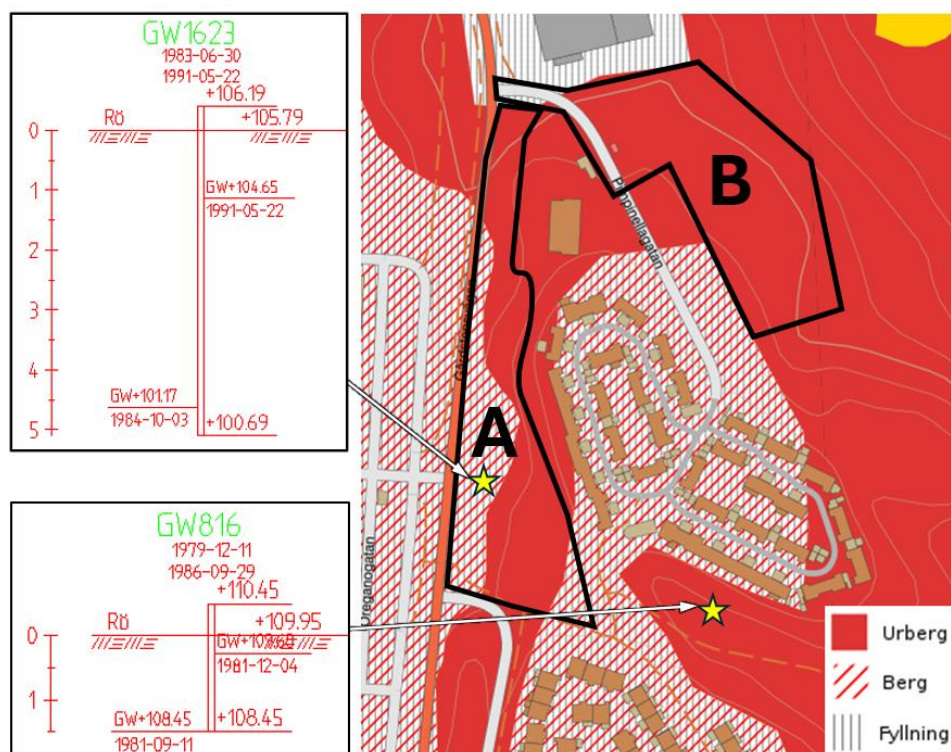 GW1623
1983-06-30
1991-05-22
+106.19
Rö
+105.79
0
1
GW+104.65
1991-05-22
2
3
4
GW+101.17
1984-10-03
+100.69
5
GW816
1979-12-11
1986-09-29
+110.45
Rö
+109.95
0
1981-12-04
1
GW+108.45
+108.45
1981-09-11
A
B
Pimpinellagatan
Oreganogatan
Urberg
Berg
Fyllning